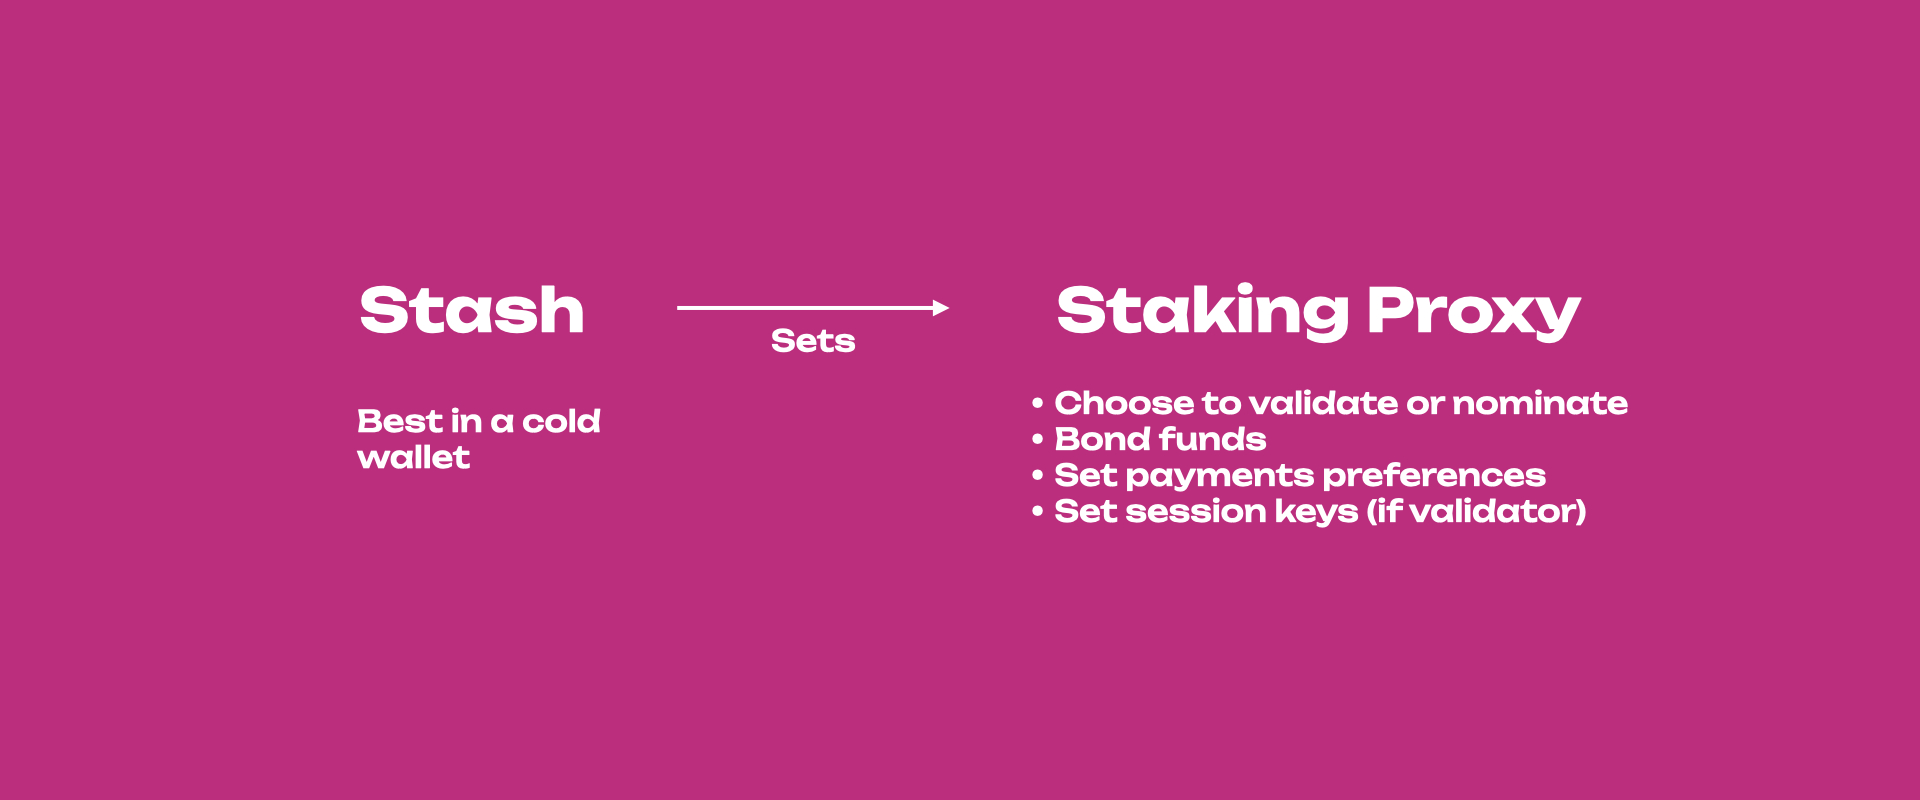 Stash
Sets
Staking Proxy
Best in a cold
wallet
• Choose to validate or nominate
• Bond funds
• Set payments preferences
• Set session keys (if validator)